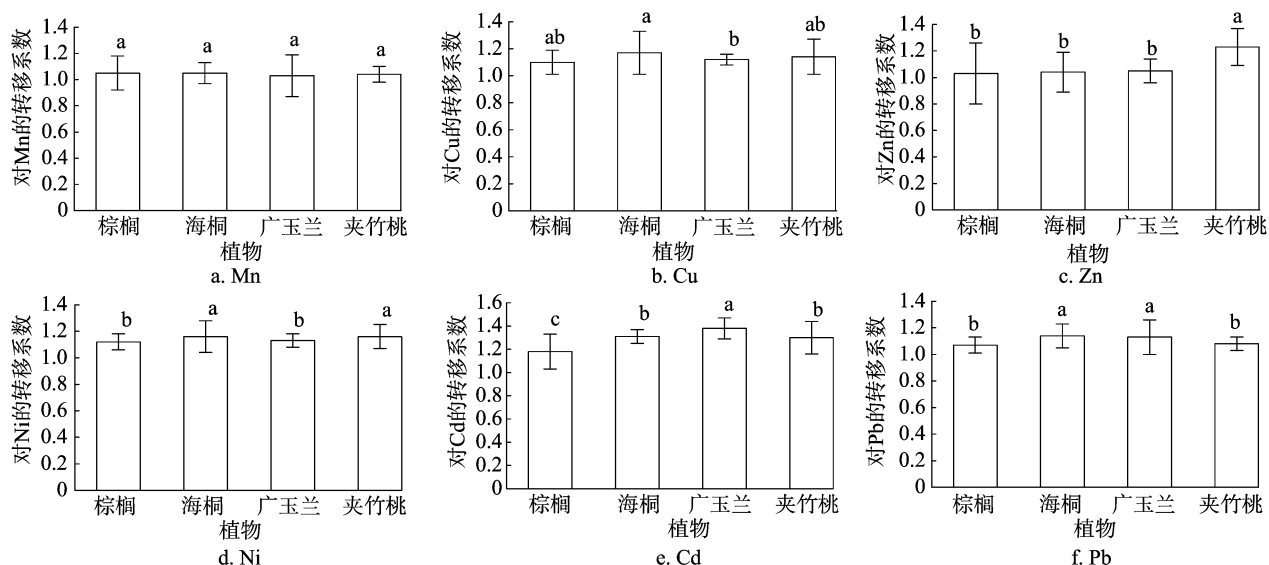 对Mn的转移系数
1.4
1.2
1.0
0.8
0.6
0.4
0.2
0
a a a a
棕榈 海桐 广玉兰 夹竹桃
植物
a. Mn
对Cu的转移系数
1.4
1.2
1.0
0.8
0.6
0.4
0.2
0
ab a b ab
棕榈 海桐 广玉兰 夹竹桃
植物
b. Cu
对Zn的转移系数
1.4
1.2
1.0
0.8
0.6
0.4
0.2
0
b b b a
棕榈 海桐 广玉兰 夹竹桃
植物
c. Zn
对Ni的转移系数
1.4
1.2
1.0
0.8
0.6
0.4
0.2
0
b a b a
棕榈 海桐 广玉兰 夹竹桃
植物
d. Ni
对Cd的转移系数
1.6
1.4
1.2
1.0
0.8
0.6
0.4
0.2
0
c b a b
棕榈 海桐 广玉兰 夹竹桃
植物
e. Cd
对Pb的转移系数
1.4
1.2
1.0
0.8
0.6
0.4
0.2
0
b a a b
棕榈 海桐 广玉兰 夹竹桃
植物
f. Pb